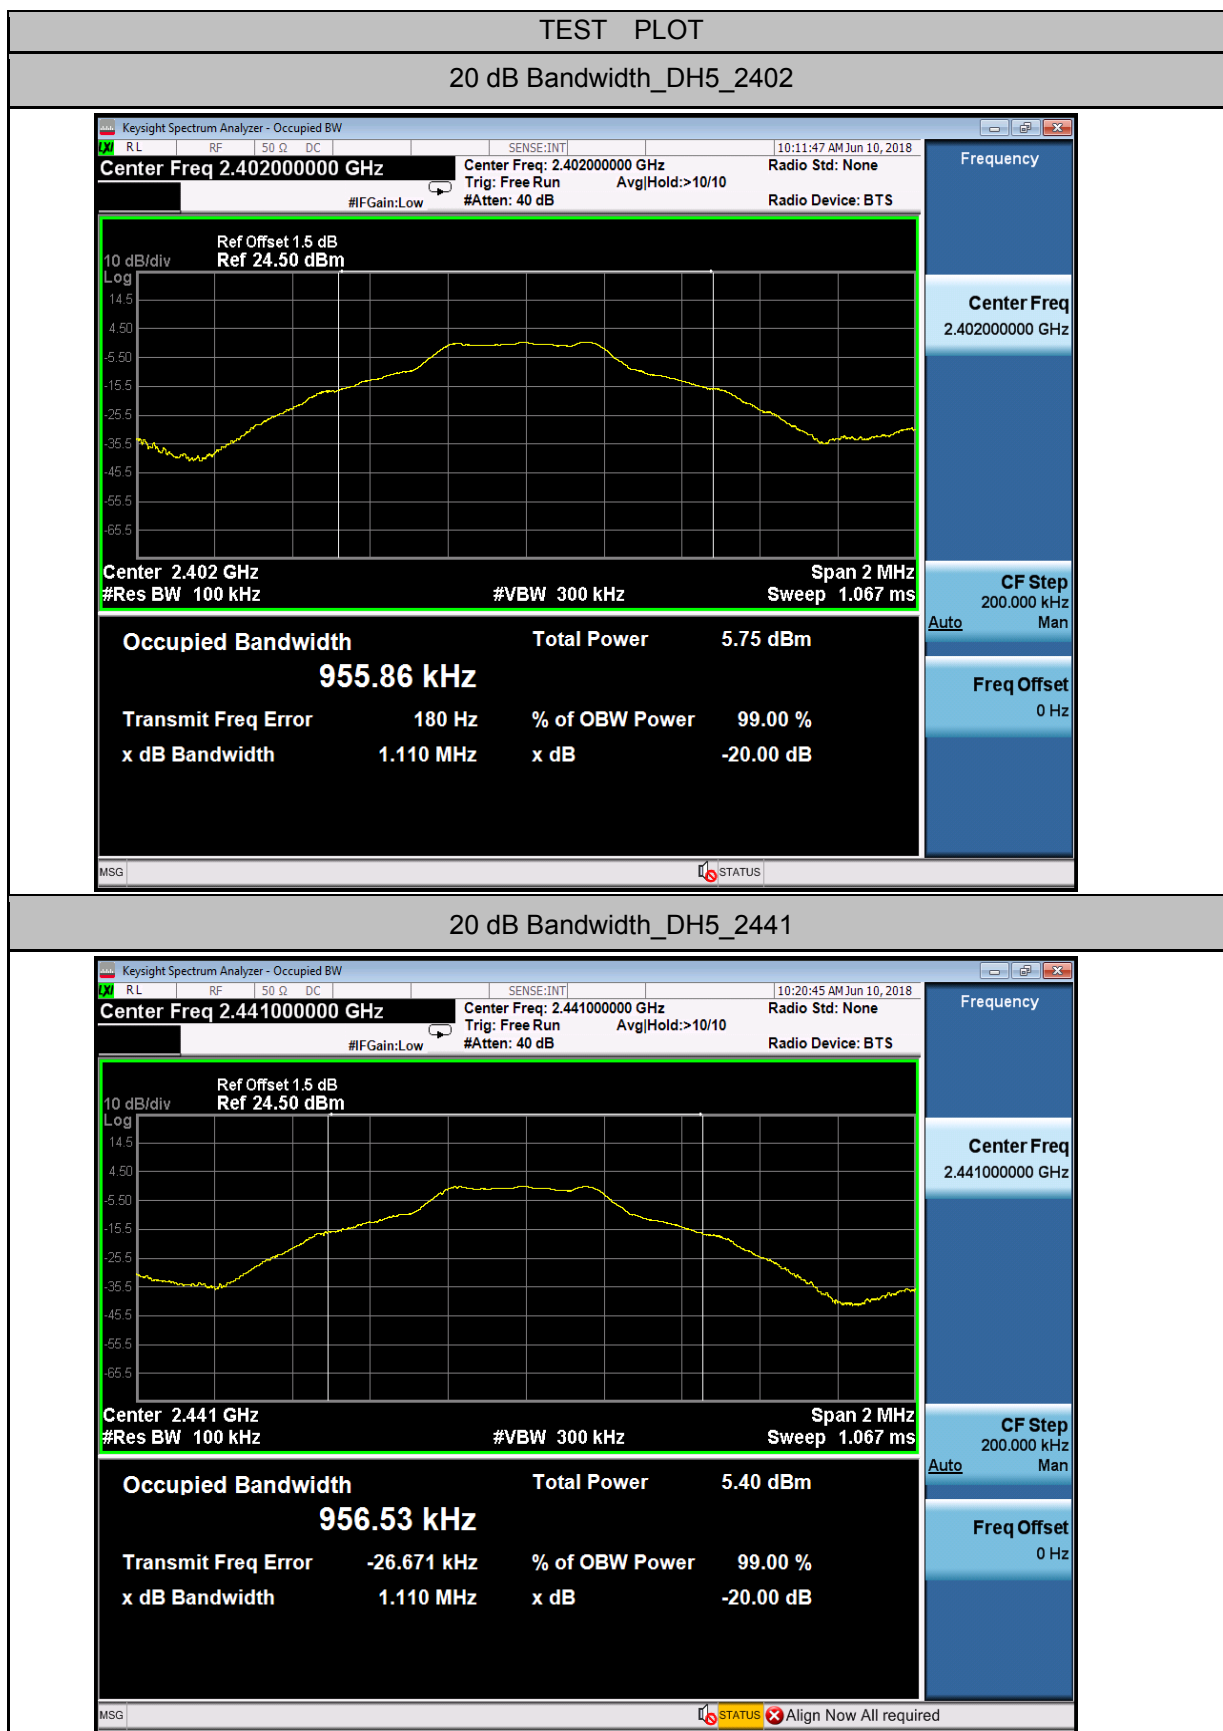 TEST PLOT
20 dB Bandwidth_DH5_2402
Keysight Spectrum Analyzer - Occupied BW
LXI RL RF 50 Ω DC SENSE:INT 10:11:47 AM Jun 10, 2018
Center Freq 2.402000000 GHz
Center Freq: 2.402000000 GHz Radio Std: None
Trig: Free Run Avg|Hold:>10/10
#IFGain:Low #Atten: 40 dB Radio Device: BTS
Ref Offset 1.5 dB
10 dB/div Ref 24.50 dBm
Log
14.5
4.50
-5.50
-15.5
-25.5
-35.5
-45.5
-55.5
-65.5
Center 2.402 GHz Span 2 MHz
#Res BW 100 kHz #VBW 300 kHz Sweep 1.067 ms
Occupied Bandwidth Total Power 5.75 dBm
955.86 kHz
Transmit Freq Error 180 Hz % of OBW Power 99.00 %
x dB Bandwidth 1.110 MHz x dB -20.00 dB
MSG STATUS
Frequency
Center Freq
2.402000000 GHz
CF Step
200.000 kHz
Auto Man
Freq Offset
0 Hz
20 dB Bandwidth_DH5_2441
Keysight Spectrum Analyzer - Occupied BW
LXI RL RF 50 Ω DC SENSE:INT 10:20:45 AM Jun 10, 2018
Center Freq 2.441000000 GHz
Center Freq: 2.441000000 GHz Radio Std: None
Trig: Free Run Avg|Hold:>10/10
#IFGain:Low #Atten: 40 dB Radio Device: BTS
Ref Offset 1.5 dB
10 dB/div Ref 24.50 dBm
Log
14.5
4.50
-5.50
-15.5
-25.5
-35.5
-45.5
-55.5
-65.5
Center 2.441 GHz Span 2 MHz
#Res BW 100 kHz #VBW 300 kHz Sweep 1.067 ms
Occupied Bandwidth Total Power 5.40 dBm
956.53 kHz
Transmit Freq Error -26.671 kHz % of OBW Power 99.00 %
x dB Bandwidth 1.110 MHz x dB -20.00 dB
MSG STATUS Align Now All required
Frequency
Center Freq
2.441000000 GHz
CF Step
200.000 kHz
Auto Man
Freq Offset
0 Hz